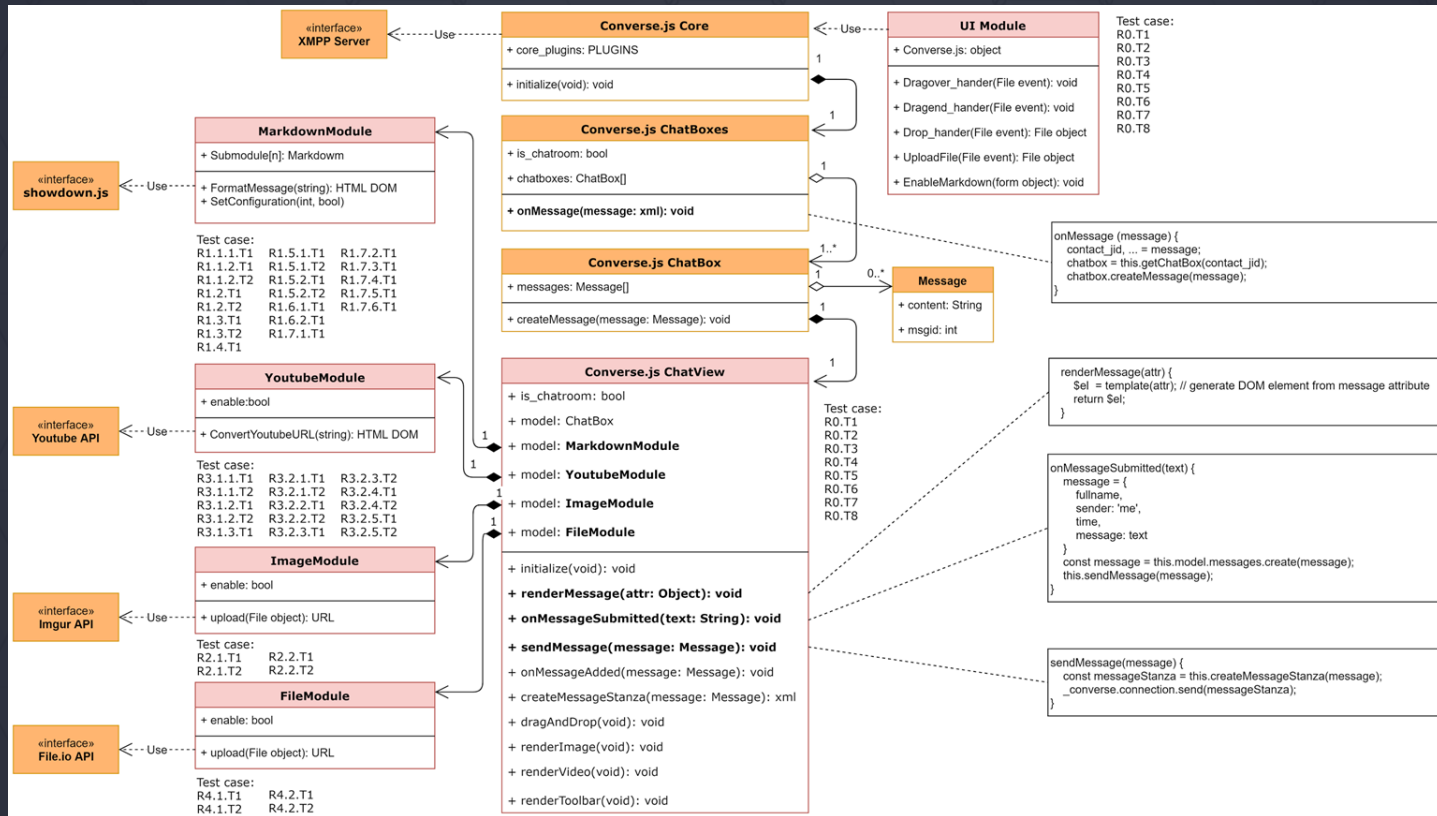 «interface»
XMPP Server
Use
Converse.js Core
+ core_plugins: PLUGINS
+ initialize(void): void
Use
UI Module
+ Converse.js: object
+ Dragover_hander(File event): void
+ Dragend_hander(File event): void
+ Drop_hander(File event): File object
+ UploadFile(File event): File object
+ EnableMarkdown(form object): void
Test case:
R0.T1
R0.T2
R0.T3
R0.T4
R0.T5
R0.T6
R0.T7
R0.T8
1
1
Converse.js ChatBoxes
+ is_chatroom: bool
+ chatboxes: ChatBox[]
+ onMessage(message: xml): void
1
1..*
MarkdownModule
+ Submodule[n]: Markdowm
+ FormatMessage(string): HTML DOM
+ SetConfiguration(int, bool)
«interface»
showdown.js
Use
Test case:
R1.1.1.T1 R1.5.1.T1 R1.7.2.T1
R1.1.2.T1 R1.5.1.T2 R1.7.3.T1
R1.1.2.T2 R1.5.2.T1 R1.7.4.T1
R1.2.T1 R1.5.2.T2 R1.7.5.T1
R1.2.T2 R1.6.1.T1 R1.7.6.T1
R1.3.T1 R1.6.2.T1
R1.3.T2 R1.7.1.T1
R1.4.T1
onMessage (message) {
contact_jid, ... = message;
chatbox = this.getChatBox(contact_jid);
chatbox.createMessage(message);
}
Converse.js ChatBox
+ messages: Message[]
+ createMessage(message: Message): void
1
0..*
Message
+ content: String
+ msgid: int
1
1
YoutubeModule
+ enable:bool
+ ConvertYoutubeURL(string): HTML DOM
«interface»
Youtube API
Use
Test case:
R3.1.1.T1 R3.2.1.T1 R3.2.3.T2
R3.1.1.T2 R3.2.1.T2 R3.2.4.T1
R3.1.2.T1 R3.2.2.T1 R3.2.4.T2
R3.1.2.T2 R3.2.2.T2 R3.2.5.T1
R3.1.3.T1 R3.2.3.T1 R3.2.5.T2
Converse.js ChatView
+ is_chatroom: bool
+ model: ChatBox
+ model: MarkdownModule
+ model: YoutubeModule
+ model: ImageModule
+ model: FileModule
+ initialize(void): void
+ renderMessage(attr: Object): void
+ onMessageSubmitted(text: String): void
+ sendMessage(message: Message): void
+ onMessageAdded(message: Message): void
+ createMessageStanza(message: Message): xml
+ dragAndDrop(void): void
+ renderImage(void): void
+ renderVideo(void): void
+ renderToolbar(void): void
1
1
1
1
Test case:
R0.T1
R0.T2
R0.T3
R0.T4
R0.T5
R0.T6
R0.T7
R0.T8
renderMessage(attr) {
$el = template(attr); // generate DOM element from message attribute
return $el;
}
onMessageSubmitted(text) {
message = {
fullname,
sender: 'me',
time,
message: text
}
const message = this.model.messages.create(message);
this.sendMessage(message);
}
ImageModule
+ enable: bool
+ upload(File object): URL
«interface»
Imgur API
Use
Test case:
R2.1.T1 R2.2.T1
R2.1.T2 R2.2.T2
sendMessage(message) {
const messageStanza = this.createMessageStanza(message);
_converse.connection.send(messageStanza);
}
FileModule
+ enable: bool
+ upload(File object): URL
«interface»
File.io API
Use
Test case:
R4.1.T1 R4.2.T1
R4.1.T2 R4.2.T2